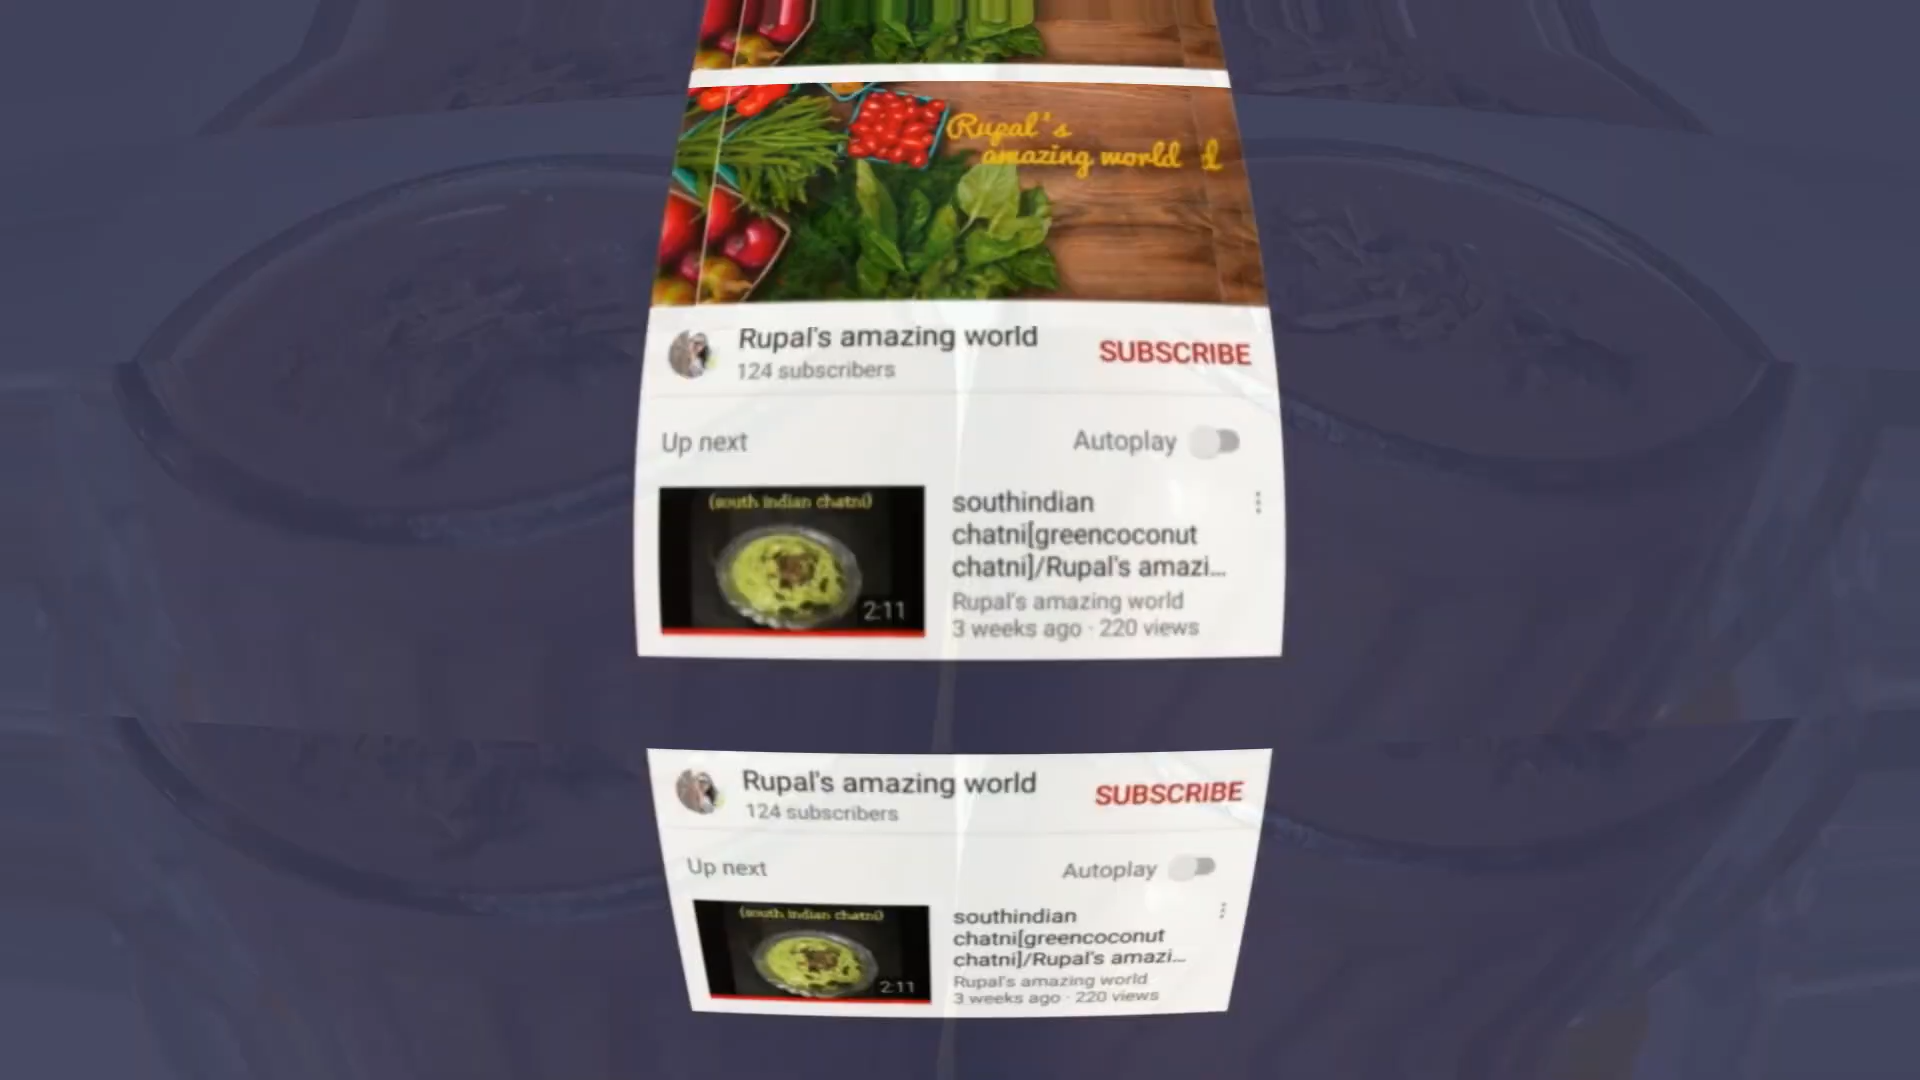 Rupal's
amazing world d
Rupal's amazing world
SUBSCRIBE
124 subscribers
Up next
Autoplay
(south indian chatni)
2:11
southindian
chatni[greencoconut
chatni]/Rupal's amazi...
Rupal's amazing world
3 weeks ago · 220 views
Rupal's amazing world
SUBSCRIBE
124 subscribers
Up next
Autoplay
(south indian chatni)
2:11
southindian
chatni[greencoconut
chatni]/Rupal's amazi...
Rupal's amazing world
3 weeks ago · 220 views